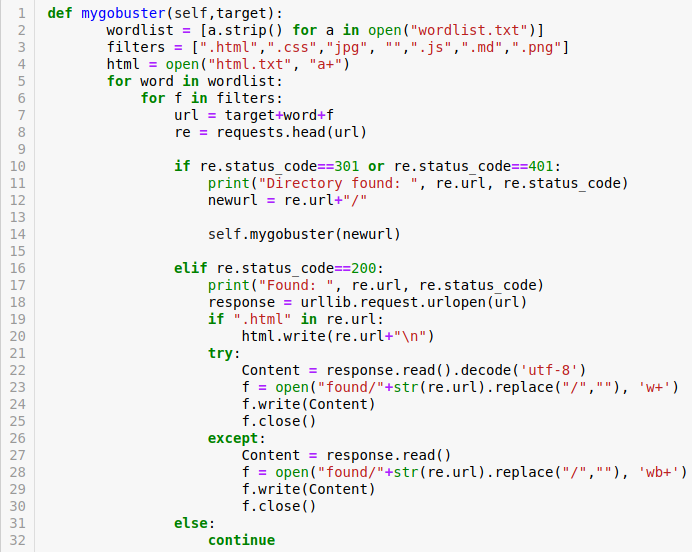 1 def mygobuster(self,target):
2 wordlist = [a.strip() for a in open("wordlist.txt")]
3 filters = [".html",".css","jpg", "",".js",".md",".png"]
4 html = open("html.txt", "a+")
5 for word in wordlist:
6 for f in filters:
7 url = target+word+f
8 re = requests.head(url)
9
10 if re.status_code==301 or re.status_code==401:
11 print("Directory found: ", re.url, re.status_code)
12 newurl = re.url+"/"
13
14 self.mygobuster(newurl)
15
16 elif re.status_code==200:
17 print("Found: ", re.url, re.status_code)
18 response = urllib.request.urlopen(url)
19 if ".html" in re.url:
20 html.write(re.url+"\n")
21 try:
22 Content = response.read().decode('utf-8')
23 f = open("found/"+str(re.url).replace("/",""), 'w+')
24 f.write(Content)
25 f.close()
26 except:
27 Content = response.read()
28 f = open("found/"+str(re.url).replace("/",""), 'wb+')
29 f.write(Content)
30 f.close()
31 else:
32 continue